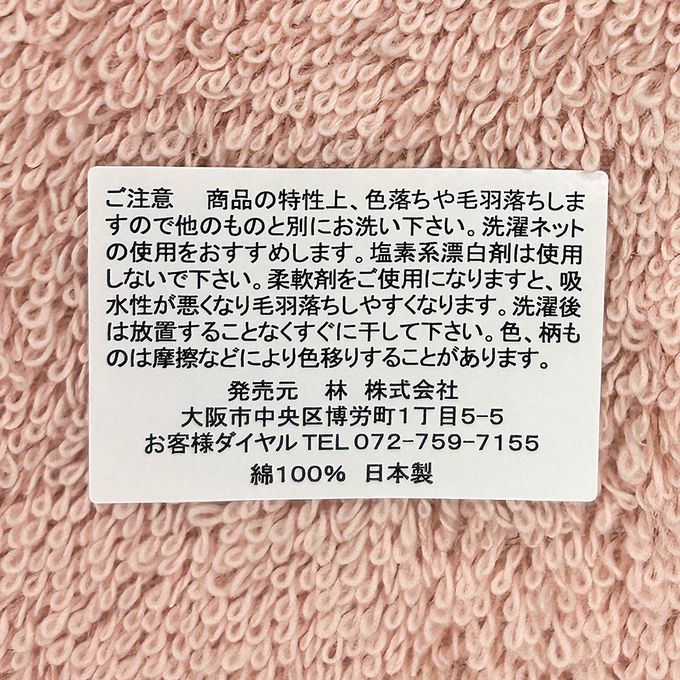 ご注意　商品の特性上、色落ちや毛羽落ちしま
すので他のものと別にお洗い下さい。洗濯ネット
の使用をおすすめします。塩素系漂白剤は使用
しないで下さい。柔軟剤をご使用になりますと、吸
水性が悪くなり毛羽落ちしやすくなります。洗濯後
は放置することなくすぐに干して下さい。色、柄も
のは摩擦などにより色移りすることがあります。
発売元　林 株式会社
大阪市中央区博労町1丁目5-5
お客様ダイヤルTEL072-759-7155
綿100% 日本製